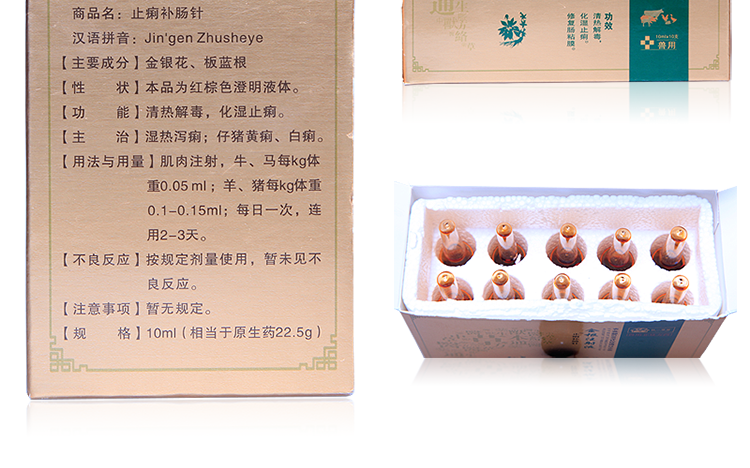 商品名：止痢补肠针
汉语拼音：Jin'gen Zhusheye
【主要成分】金银花、板蓝根
【性　　状】本品为红棕色澄明液体。
【功　　能】清热解毒，化湿止痢。
【主　　治】湿热泻痢；仔猪黄痢、白痢。
【用法与用量】肌肉注射，牛、马每kg体
重0.05 ml；羊、猪每kg体重
0.1-0.15ml；每日一次，连
用2-3天。
【不良反应】按规定剂量使用，暂未见不
良反应。
【注意事项】暂无规定。
【规　　格】10ml（相当于原生药22.5g）
通
功效
清热解毒，
化湿止痢。
修复肠粘膜。
10ml×10支
兽用